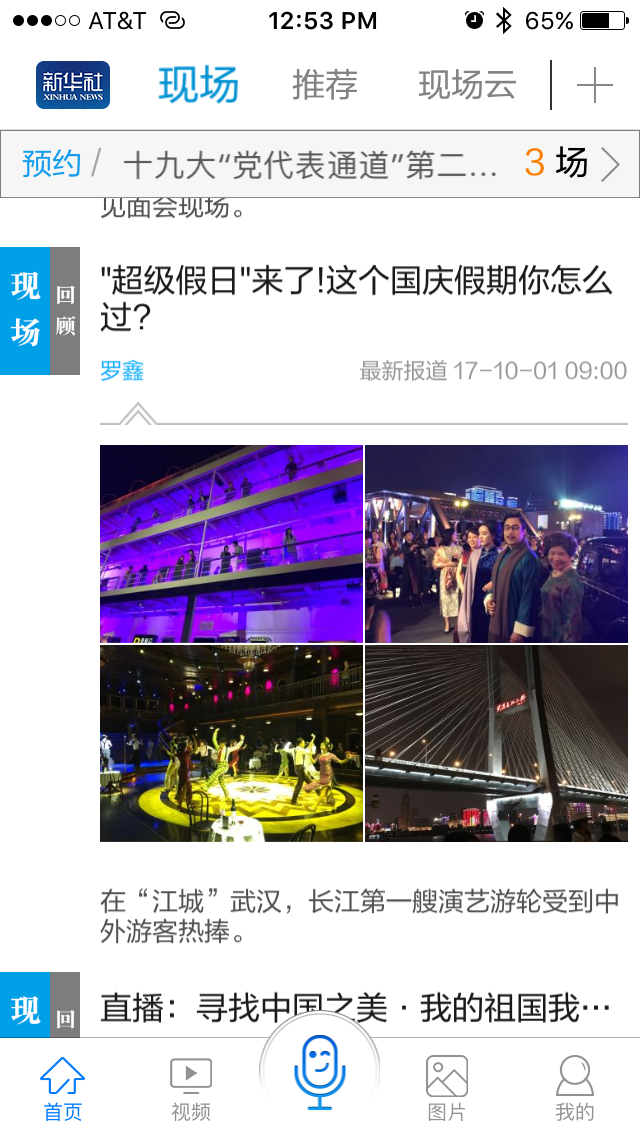 AT&T 12:53 PM 65%
新华社 XINHUA NEWS 现场 推荐 现场云
预约 / 十九大“党代表通道”第二... 3 场
见面会现场。
现场 回顾
"超级假日"来了!这个国庆假期你怎么
过?
罗鑫 最新报道 17-10-01 09:00
在“江城”武汉，长江第一艘演艺游轮受到中
外游客热捧。
现 回
直播：寻找中国之美·我的祖国我…
首页 视频 图片 我的